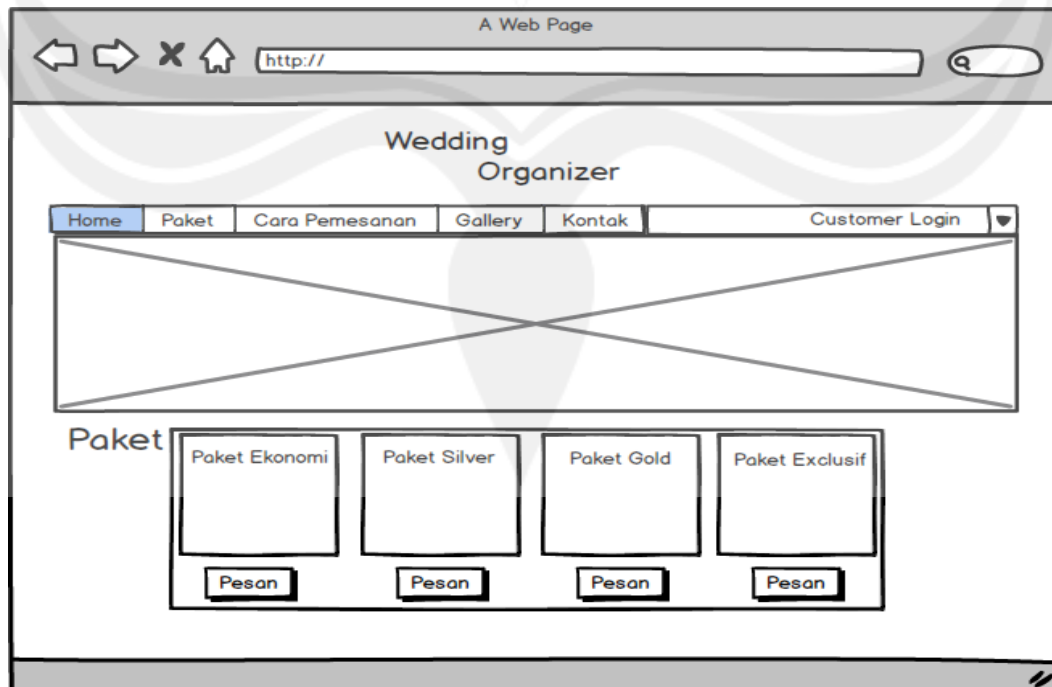 A Web Page
http://
Wedding
Organizer
Home Paket Cara Pemesanan Gallery Kontak Customer Login
Paket
Paket Ekonomi Paket Silver Paket Gold Paket Exclusif
Pesan Pesan Pesan Pesan